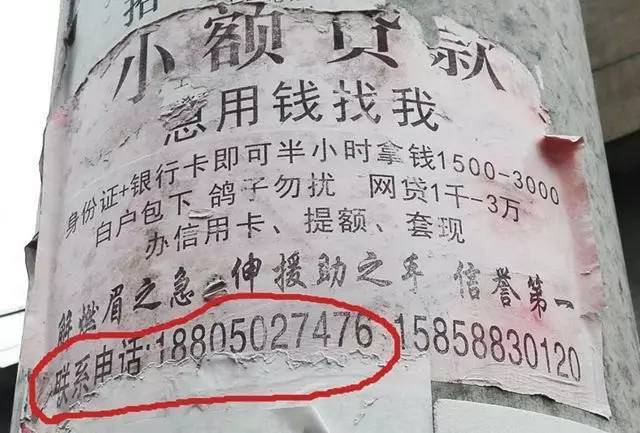 招
小额贷款
急用钱找我
身份证+银行卡即可半小时拿钱1500-3000
白户包下 鸽子勿扰 网贷1千-3万
办信用卡、提额、套现
解燃眉之急 伸援助之手 信誉第一
联系电话:18805027476 15858830120